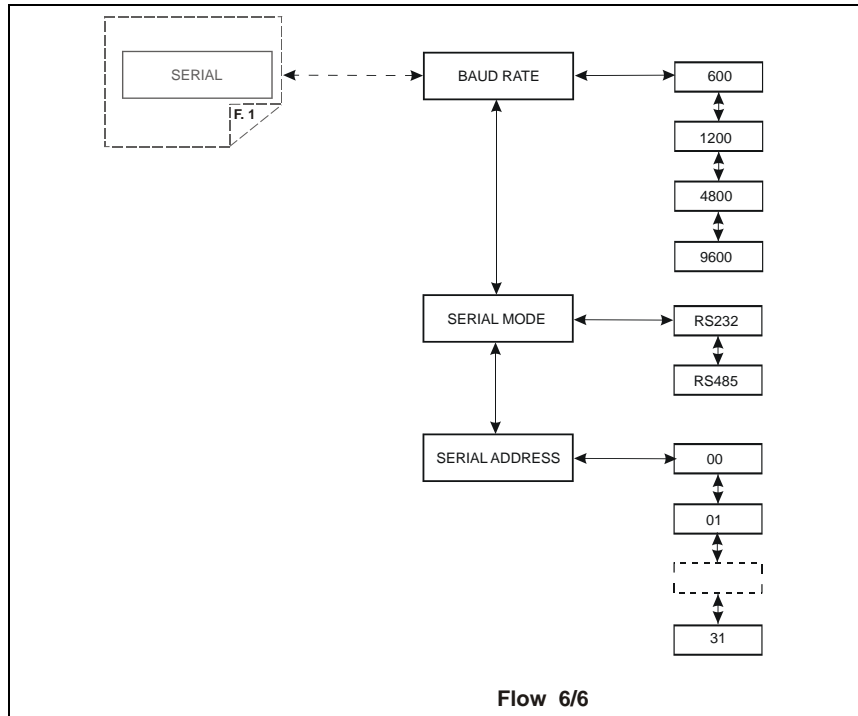 SERIAL
F. 1
BAUD RATE
600
1200
4800
9600
SERIAL MODE
RS232
RS485
SERIAL ADDRESS
00
01
31
Flow 6/6